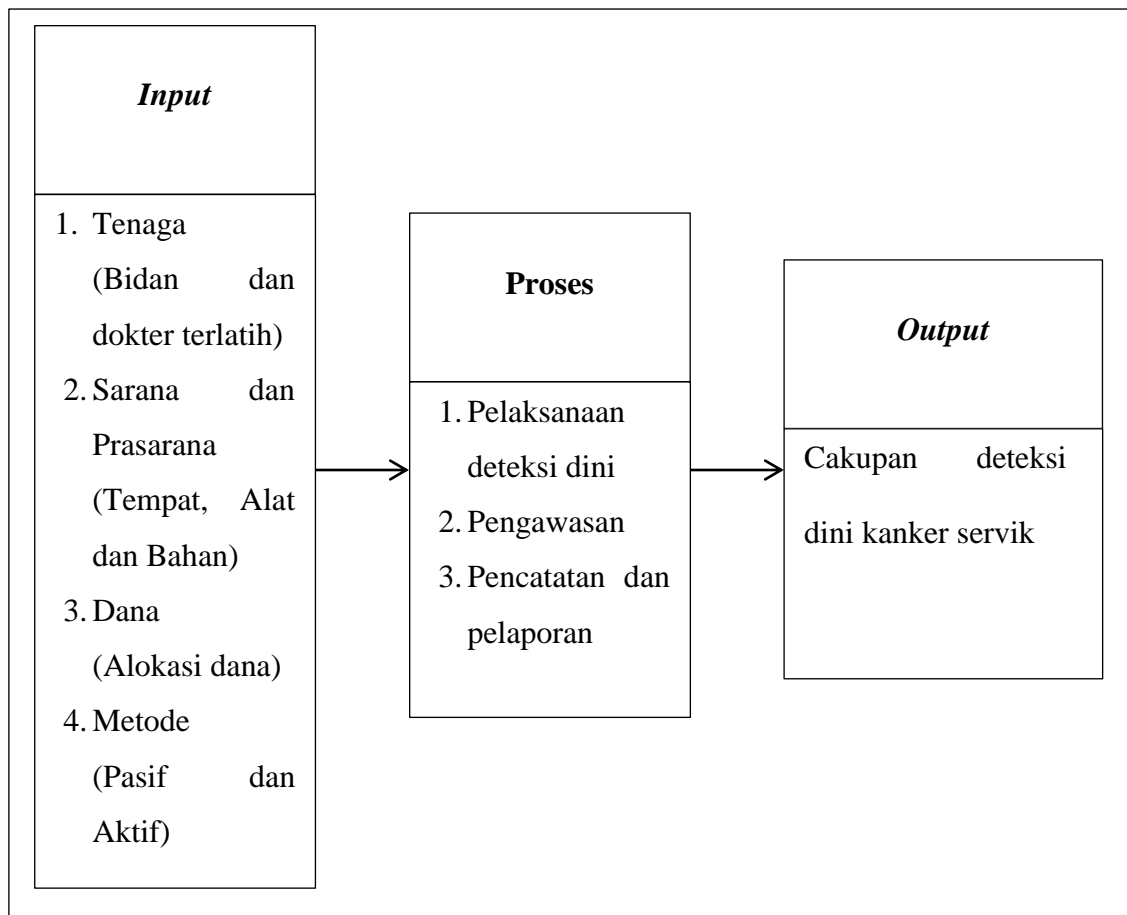 Input
1. Tenaga
(Bidan dan
dokter terlatih)
2. Sarana dan
Prasarana
(Tempat, Alat
dan Bahan)
3. Dana
(Alokasi dana)
4. Metode
(Pasif dan
Aktif)
Proses
1. Pelaksanaan
deteksi dini
2. Pengawasan
3. Pencatatan dan
pelaporan
Output
Cakupan deteksi
dini kanker servik